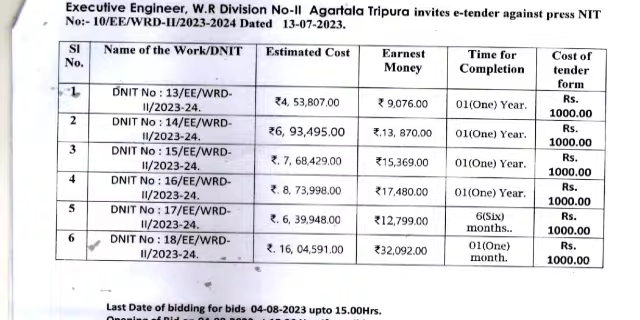 Executive Engineer, W.R Division No-II Agartala Tripura invites e-tender against press NIT
No:- 10/EE/WRD-II/2023-2024 Dated 13-07-2023.
Sl No. Name of the Work/DNIT Estimated Cost Earnest Money Time for Completion Cost of tender form
1 DNIT No : 13/EE/WRD-II/2023-24. ₹4, 53,807.00 ₹ 9,076.00 01(One) Year. Rs. 1000.00
2 DNIT No : 14/EE/WRD-II/2023-24. ₹6, 93,495.00 ₹.13, 870.00 01(One) Year. Rs. 1000.00
3 DNIT No : 15/EE/WRD-II/2023-24. ₹. 7, 68,429.00 ₹15,369.00 01(One) Year. Rs. 1000.00
4 DNIT No : 16/EE/WRD-II/2023-24. ₹. 8, 73,998.00 ₹17,480.00 01(One) Year. Rs. 1000.00
5 DNIT No : 17/EE/WRD-II/2023-24. ₹. 6, 39,948.00 ₹12,799.00 6(Six) months.. Rs. 1000.00
6 DNIT No : 18/EE/WRD-II/2023-24. ₹. 16, 04,591.00 ₹32,092.00 01(One) month. Rs. 1000.00
Last Date of bidding for bids 04-08-2023 upto 15.00Hrs.